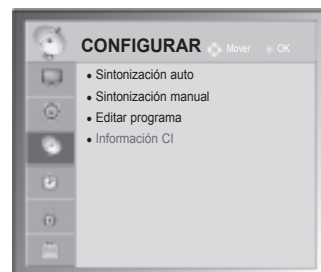 CONFIGURAR Mover OK
• Sintonización auto
• Sintonización manual
• Editar programa
• Información CI